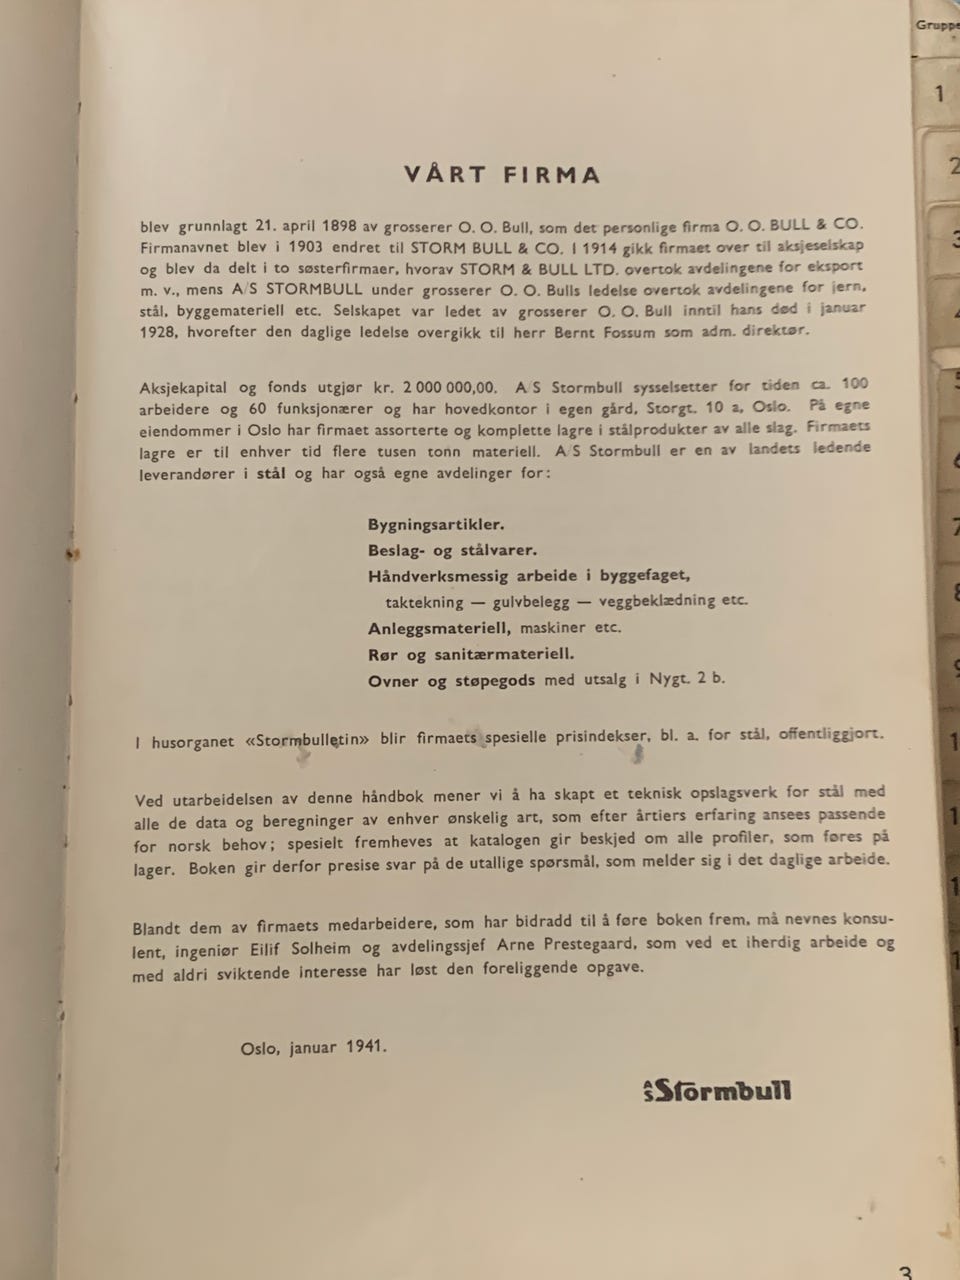 Gruppe
1
2
VÅRT FIRMA
blev grunnlagt 21. april 1898 av grosserer O. O. Bull, som det personlige firma O. O. BULL & CO.
Firmanavnet blev i 1903 endret til STORM BULL & CO. I 1914 gikk firmaet over til aksjeselskap
og blev da delt i to søsterfirmaer, hvorav STORM & BULL LTD. overtok avdelingene for eksport
m. v., mens A/S STORMBULL under grosserer O. O. Bulls ledelse overtok avdelingene for jern,
stål, byggemateriell etc. Selskapet var ledet av grosserer O. O. Bull inntil hans død i januar
1928, hvorefter den daglige ledelse overgikk til herr Bernt Fossum som adm. direktør.
Aksjekapital og fonds utgjør kr. 2 000 000,00. A/S Stormbull sysselsetter for tiden ca. 100
arbeidere og 60 funksjonærer og har hovedkontor i egen gård, Storgt. 10 a, Oslo. På egne
eiendommer i Oslo har firmaet assorterte og komplette lagre i stålprodukter av alle slag. Firmaets
lagre er til enhver tid flere tusen tonn materiell. A/S Stormbull er en av landets ledende
leverandører i stål og har også egne avdelinger for:
Bygningsartikler.
Beslag- og stålvarer.
Håndverksmessig arbeide i byggefaget,
taktekning — gulvbelegg — veggbeklædning etc.
Anleggsmateriell, maskiner etc.
Rør og sanitærmateriell.
Ovner og støpegods med utsalg i Nygt. 2 b.
I husorganet «Stormbulletin» blir firmaets spesielle prisindekser, bl. a. for stål, offentliggjort.
Ved utarbeidelsen av denne håndbok mener vi å ha skapt et teknisk opslagsverk for stål med
alle de data og beregninger av enhver ønskelig art, som efter årtiers erfaring ansees passende
for norsk behov; spesielt fremheves at katalogen gir beskjed om alle profiler, som føres på
lager. Boken gir derfor presise svar på de utallige spørsmål, som melder sig i det daglige arbeide.
Blandt dem av firmaets medarbeidere, som har bidradd til å føre boken frem, må nevnes konsu-
lent, ingeniør Eilif Solheim og avdelingssjef Arne Prestegaard, som ved et iherdig arbeide og
med aldri sviktende interesse har løst den foreliggende opgave.
Oslo, januar 1941.
A/S Stormbull
3